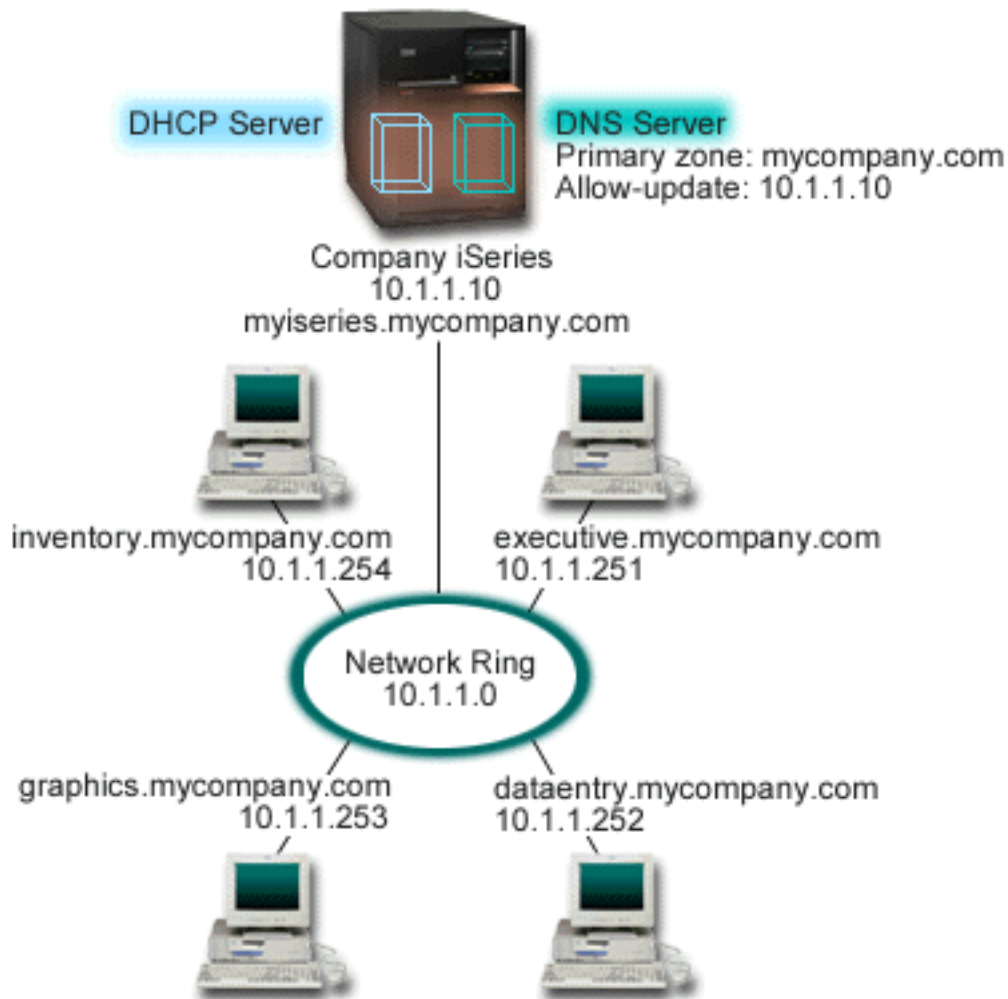 DHCP Server
DNS Server
Primary zone: mycompany.com
Allow-update: 10.1.1.10
Company iSeries
10.1.1.10
myiseries.mycompany.com
inventory.mycompany.com
10.1.1.254
executive.mycompany.com
10.1.1.251
Network Ring
10.1.1.0
graphics.mycompany.com
10.1.1.253
dataentry.mycompany.com
10.1.1.252